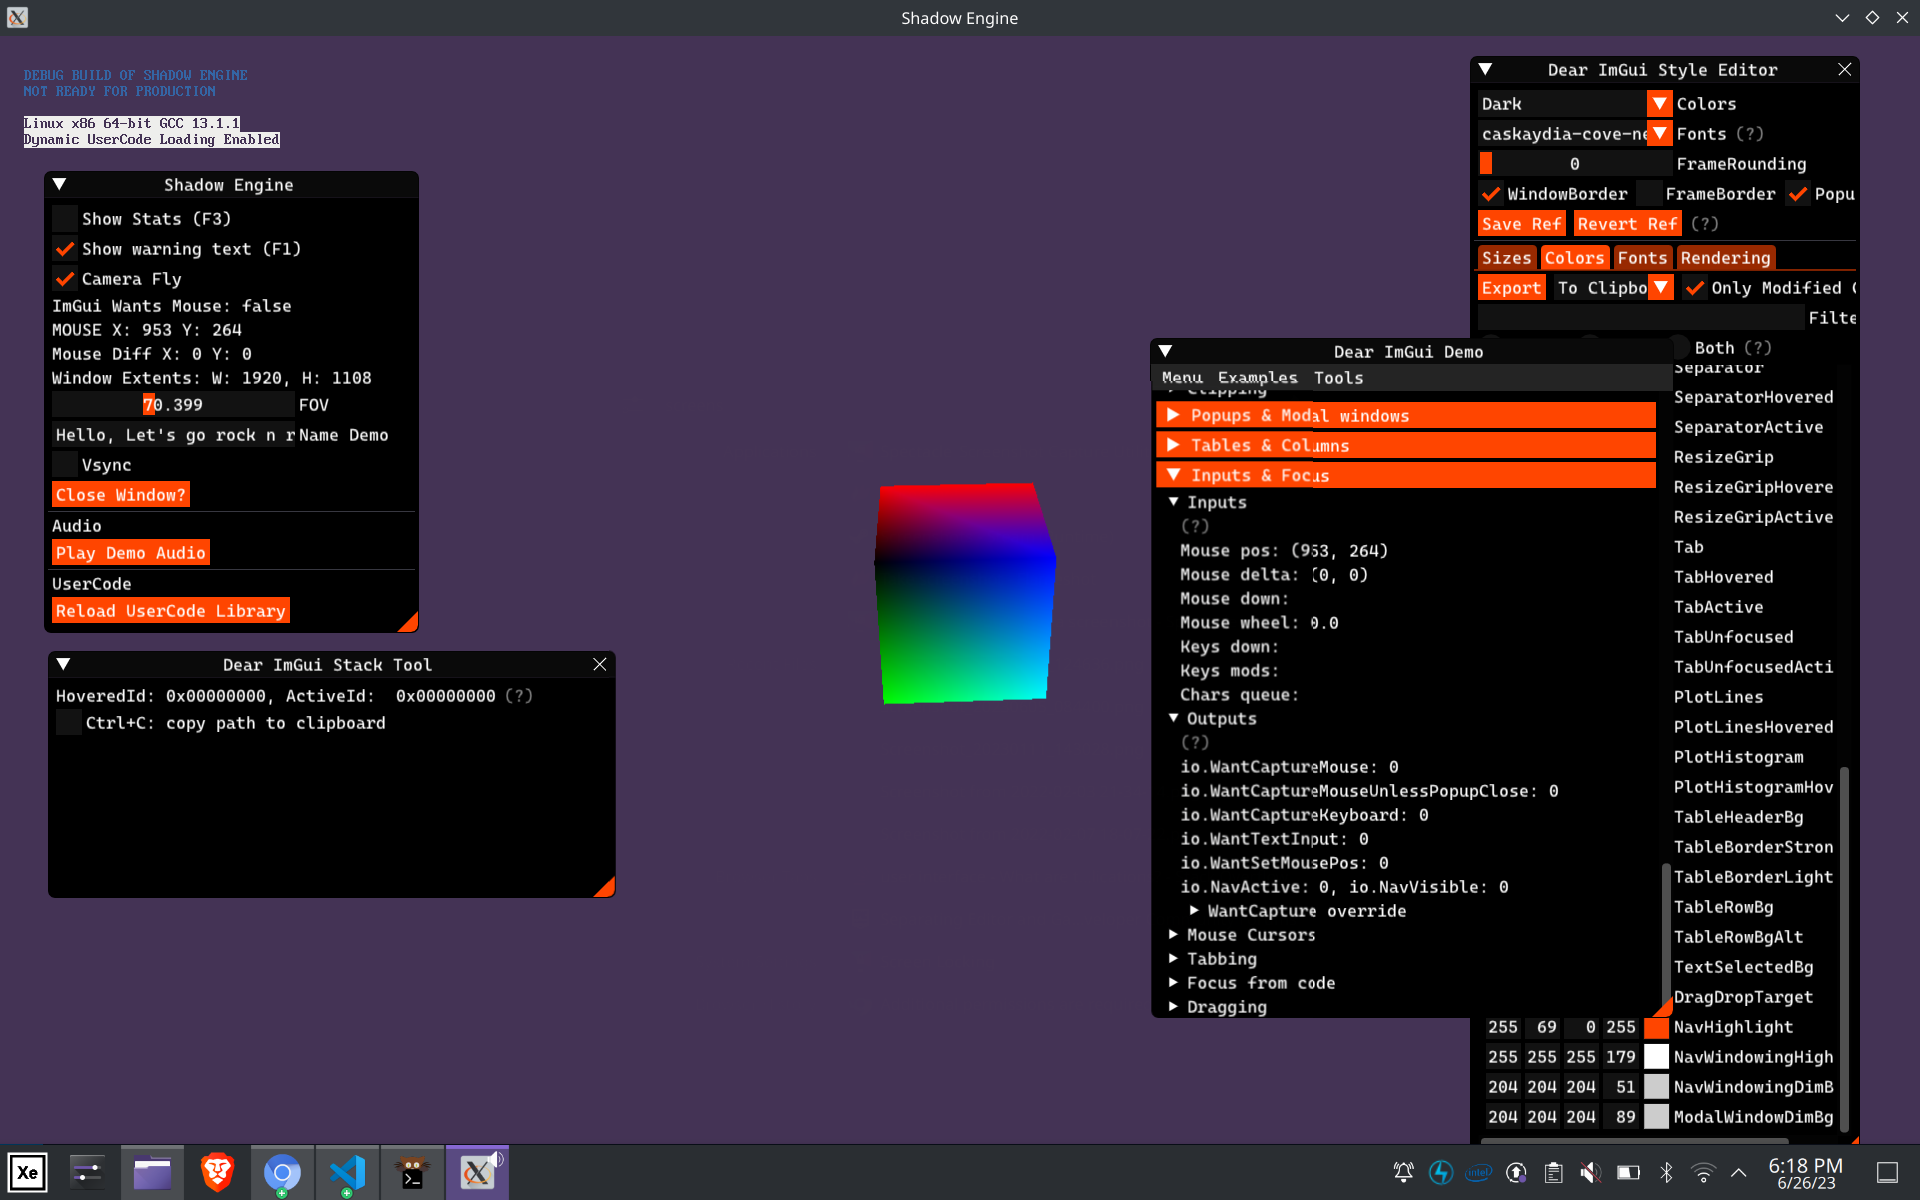 Shadow Engine
DEBUG BUILD OF SHADOW ENGINE
NOT READY FOR PRODUCTION
Linux x86 64-bit GCC 13.1.1
Dynamic UserCode Loading Enabled
Shadow Engine
Show Stats (F3)
Show warning text (F1)
Camera Fly
ImGui Wants Mouse: false
MOUSE X: 953 Y: 264
Mouse Diff X: 0 Y: 0
Window Extents: W: 1920, H: 1108
70.399 FOV
Hello, Let's go rock n r Name Demo
Vsync
Close Window?
Audio
Play Demo Audio
UserCode
Reload UserCode Library
Dear ImGui Stack Tool
HoveredId: 0x00000000, ActiveId: 0x00000000 (?)
Ctrl+C: copy path to clipboard
Dear ImGui Demo
Menu Examples Tools
Clipping
Popups & Modal windows
Tables & Columns
Inputs & Focus
Inputs
(?)
Mouse pos: (953, 264)
Mouse delta: (0, 0)
Mouse down:
Mouse wheel: 0.0
Keys down:
Keys mods:
Chars queue:
Outputs
(?)
io.WantCaptureMouse: 0
io.WantCaptureMouseUnlessPopupClose: 0
io.WantCaptureKeyboard: 0
io.WantTextInput: 0
io.WantSetMousePos: 0
io.NavActive: 0, io.NavVisible: 0
WantCapture override
Mouse Cursors
Tabbing
Focus from code
Dragging
Dear ImGui Style Editor
Dark Colors
caskaydia-cove-ne Fonts (?)
0 FrameRounding
WindowBorder FrameBorder Popu
Save Ref Revert Ref (?)
Sizes Colors Fonts Rendering
Export To Clipbo Only Modified C
Filte
Both (?)
Separator
SeparatorHovered
SeparatorActive
ResizeGrip
ResizeGripHovere
ResizeGripActive
Tab
TabHovered
TabActive
TabUnfocused
TabUnfocusedActi
PlotLines
PlotLinesHovered
PlotHistogram
PlotHistogramHov
TableHeaderBg
TableBorderStron
TableBorderLight
TableRowBg
TableRowBgAlt
TextSelectedBg
DragDropTarget
255 69 0 255 NavHighlight
255 255 255 179 NavWindowingHigh
204 204 204 51 NavWindowingDimB
204 204 204 89 ModalWindowDimBg
Xe
intel
6:18 PM
6/26/23